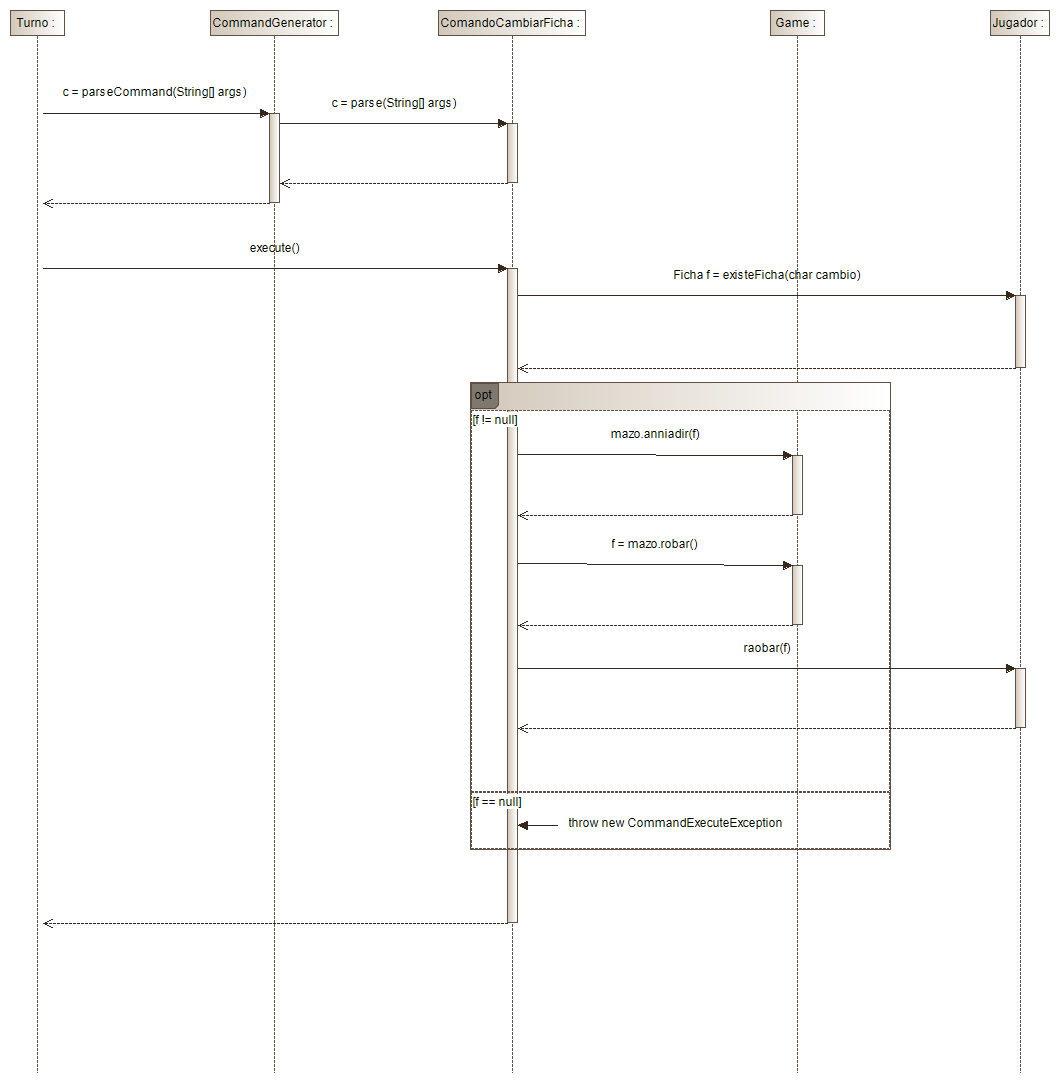 Turno :
CommandGenerator :
ComandoCambiarFicha :
Game :
Jugador :
c = parseCommand(String[] args)
c = parse(String[] args)
execute()
Ficha f = existeFicha(char cambio)
opt
[f != null]
mazo.anniadir(f)
f = mazo.robar()
raobar(f)
[f == null]
throw new CommandExecuteException